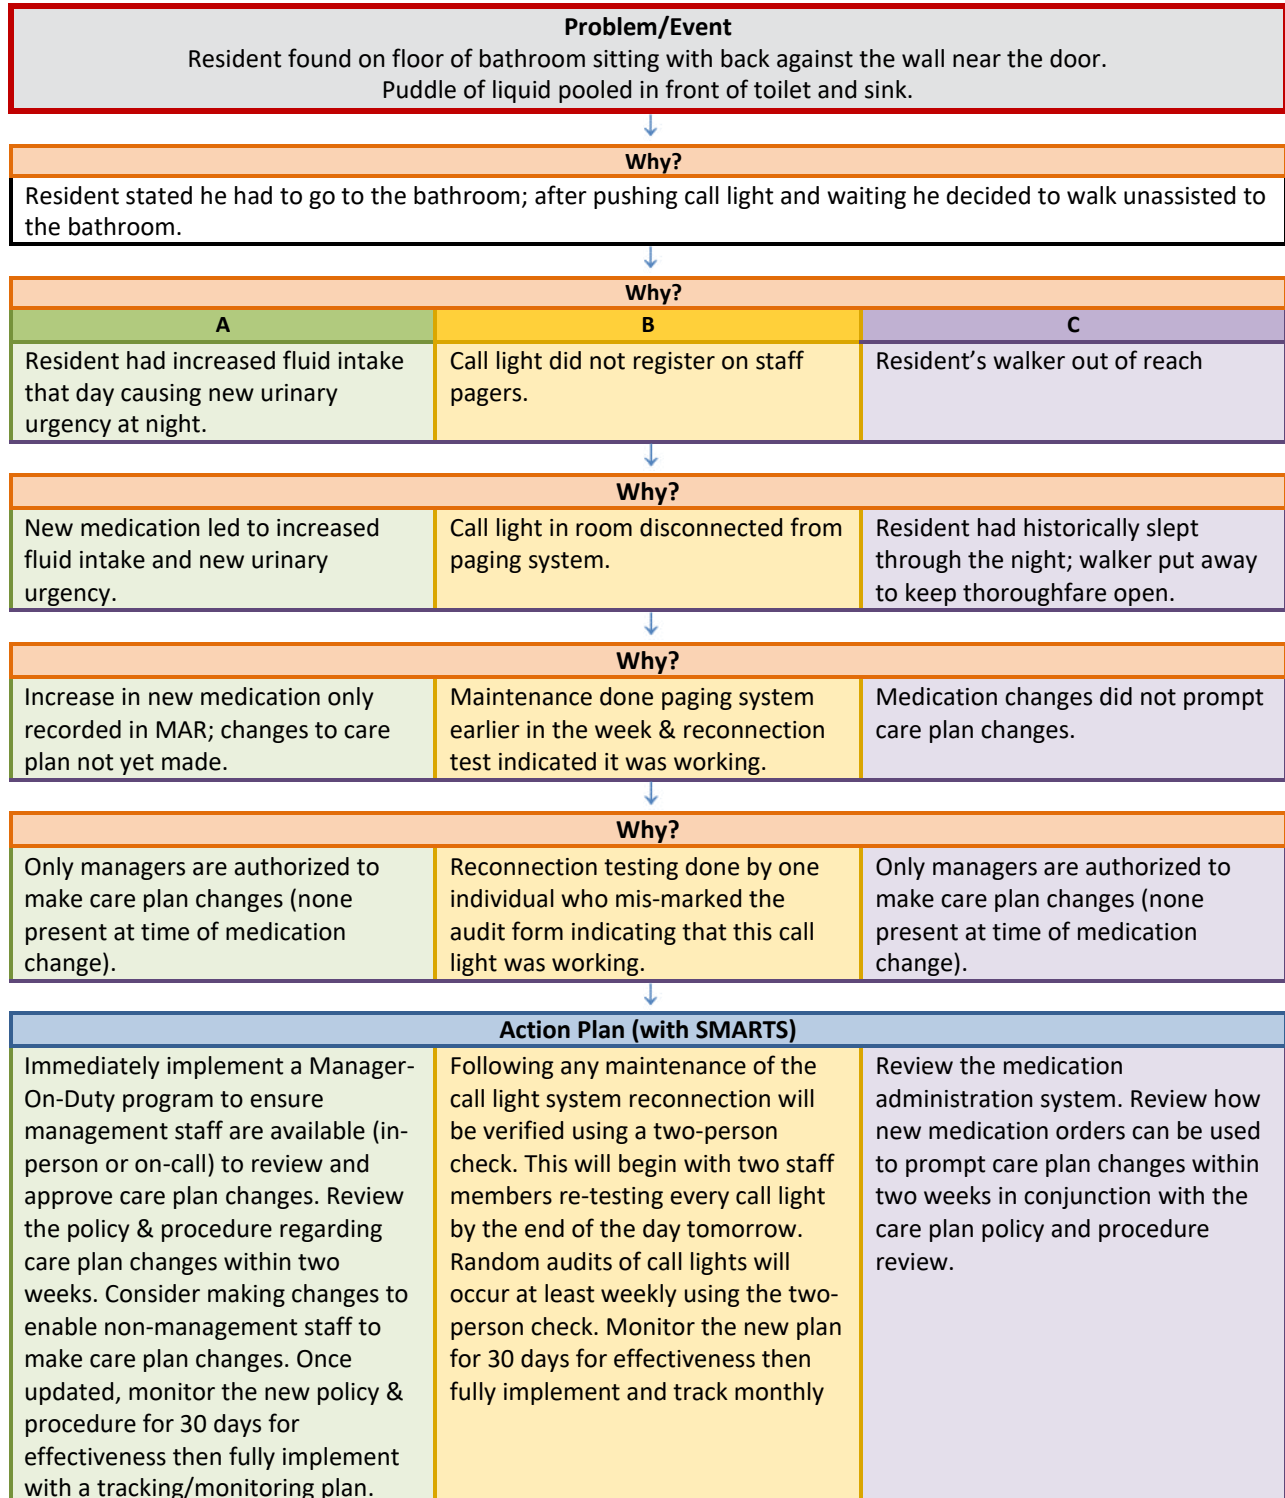 Problem/Event
Resident found on floor of bathroom sitting with back against the wall near the door.
Puddle of liquid pooled in front of toilet and sink.
Why?
Resident stated he had to go to the bathroom; after pushing call light and waiting he decided to walk unassisted to
the bathroom.
Why?
A
Resident had increased fluid intake
that day causing new urinary
urgency at night.
B
Call light did not register on staff
pagers.
C
Resident's walker out of reach
Why?
New medication led to increased
fluid intake and new urinary
urgency.
Call light in room disconnected from
paging system.
Resident had historically slept
through the night; walker put away
to keep thoroughfare open.
Why?
Increase in new medication only
recorded in MAR; changes to care
plan not yet made.
Maintenance done paging system
earlier in the week & reconnection
test indicated it was working.
Medication changes did not prompt
care plan changes.
Why?
Only managers are authorized to
make care plan changes (none
present at time of medication
change).
Reconnection testing done by one
individual who mis-marked the
audit form indicating that this call
light was working.
Only managers are authorized to
make care plan changes (none
present at time of medication
change).
Action Plan (with SMARTS)
Immediately implement a Manager-
On-Duty program to ensure
management staff are available (in-
person or on-call) to review and
approve care plan changes. Review
the policy & procedure regarding
care plan changes within two
weeks. Consider making changes to
enable non-management staff to
make care plan changes. Once
updated, monitor the new policy &
procedure for 30 days for
effectiveness then fully implement
with a tracking/monitoring plan.
Following any maintenance of the
call light system reconnection will
be verified using a two-person
check. This will begin with two staff
members re-testing every call light
by the end of the day tomorrow.
Random audits of call lights will
occur at least weekly using the two-
person check. Monitor the new plan
for 30 days for effectiveness then
fully implement and track monthly
Review the medication
administration system. Review how
new medication orders can be used
to prompt care plan changes within
two weeks in conjunction with the
care plan policy and procedure
review.